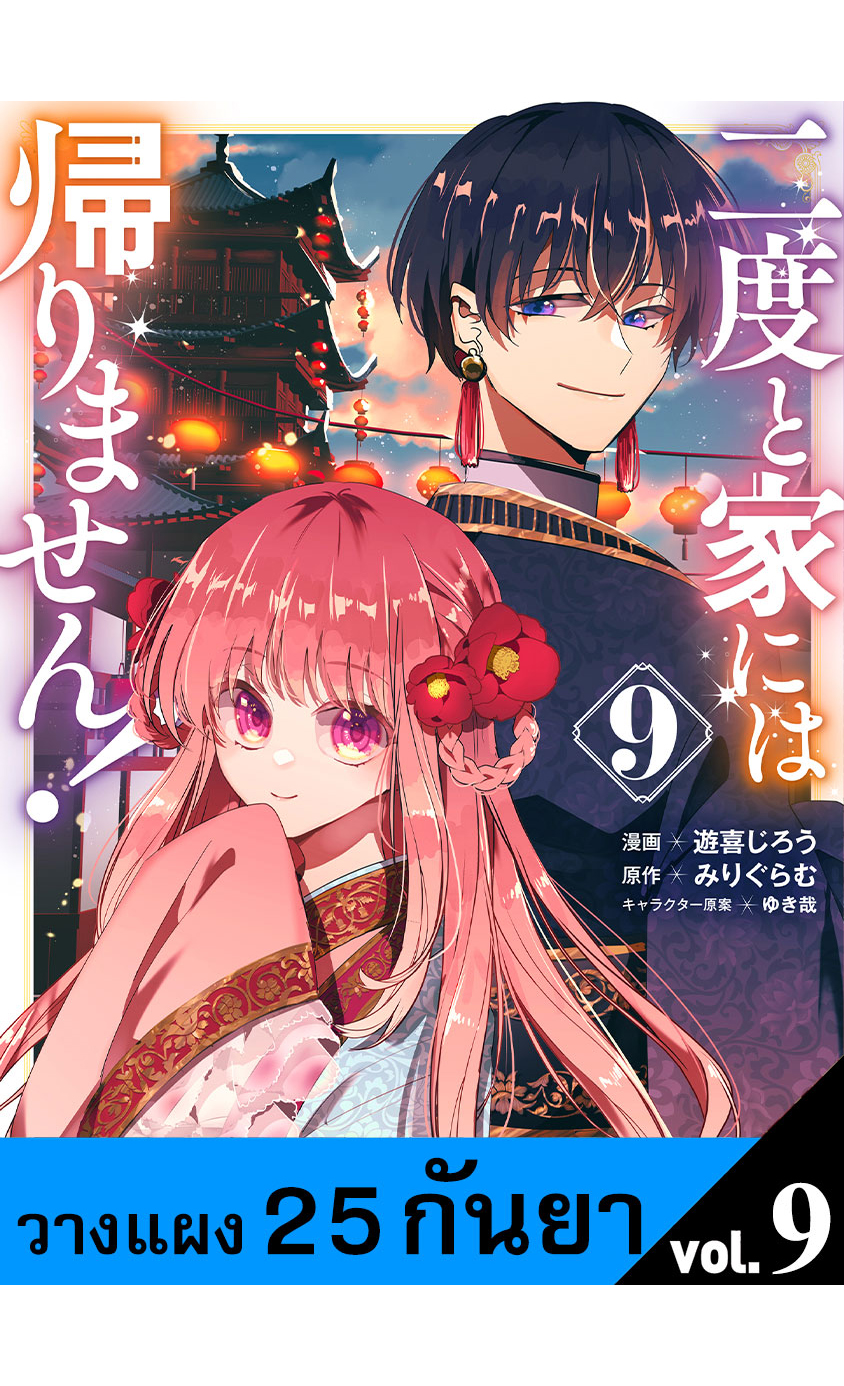 二度と家には
帰りません!
9
漫画＊遊喜じろう
原作＊みりぐらむ
キャラクター原案＊ゆき哉
วางแผง 25 กันยา
vol. 9